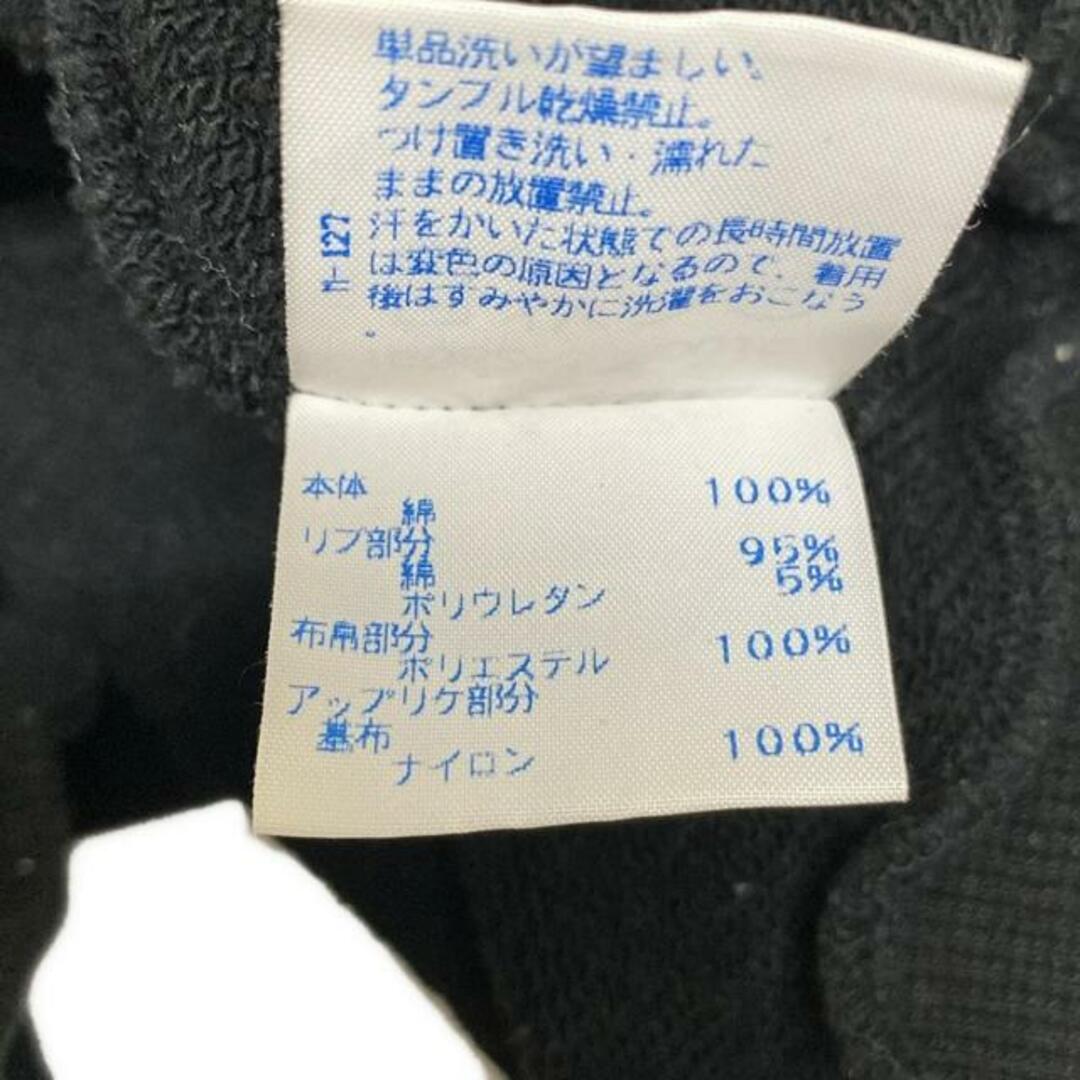 単品洗いが望ましい。
タンブル乾燥禁止。
つけ置き洗い・濡れた
ままの放置禁止。
汗をかいた状態での長時間放置
は変色の原因となるので、着用
後はすみやかに洗濯をおこなう
。
127
本体
綿 100%
リブ部分
綿 95%
ポリウレタン 5%
布帛部分
ポリエステル 100%
アップリケ部分
基布
ナイロン 100%